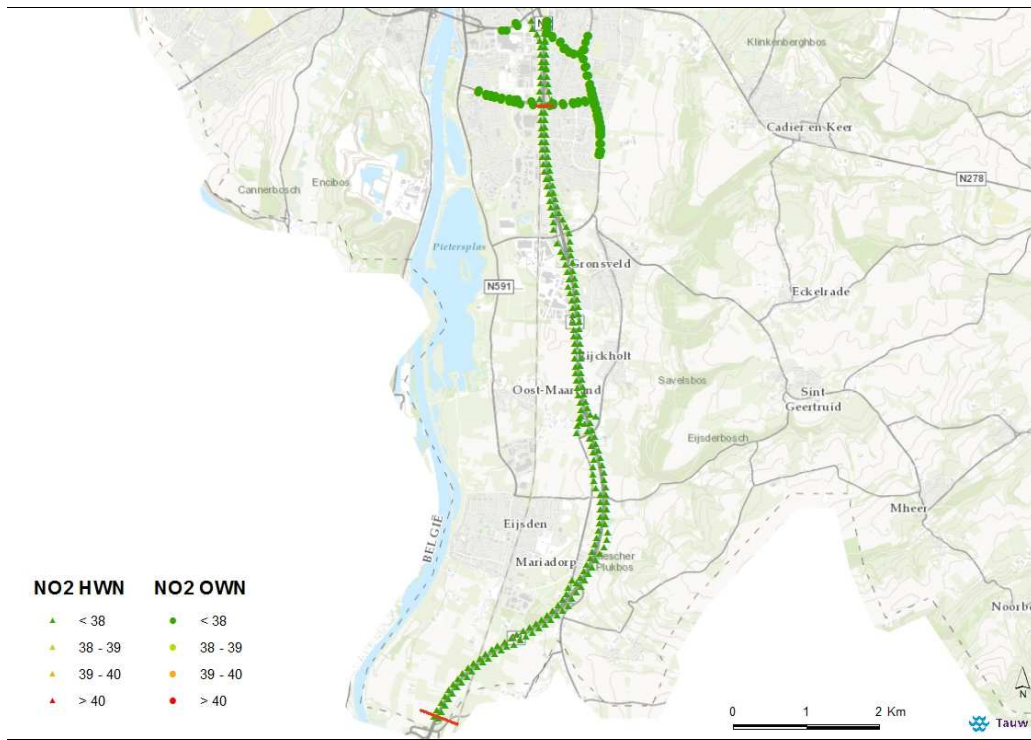 Klinkenberghbos
Cadier en Keer
N278
Cannerbosch
Encibos
Pietersplas
Gronsveld
N591
Eckelrade
Rijckholt
Oost-Maarland
Savelsbos
Sint
Geertruid
Eijsderbosch
Mheer
BELGIË
Eijsden
Mariadorp
Plukbos
NO2 HWN NO2 OWN
< 38 < 38
38 - 39 38 - 39
39 - 40 39 - 40
> 40 > 40
0 1 2 Km
N
Tauw